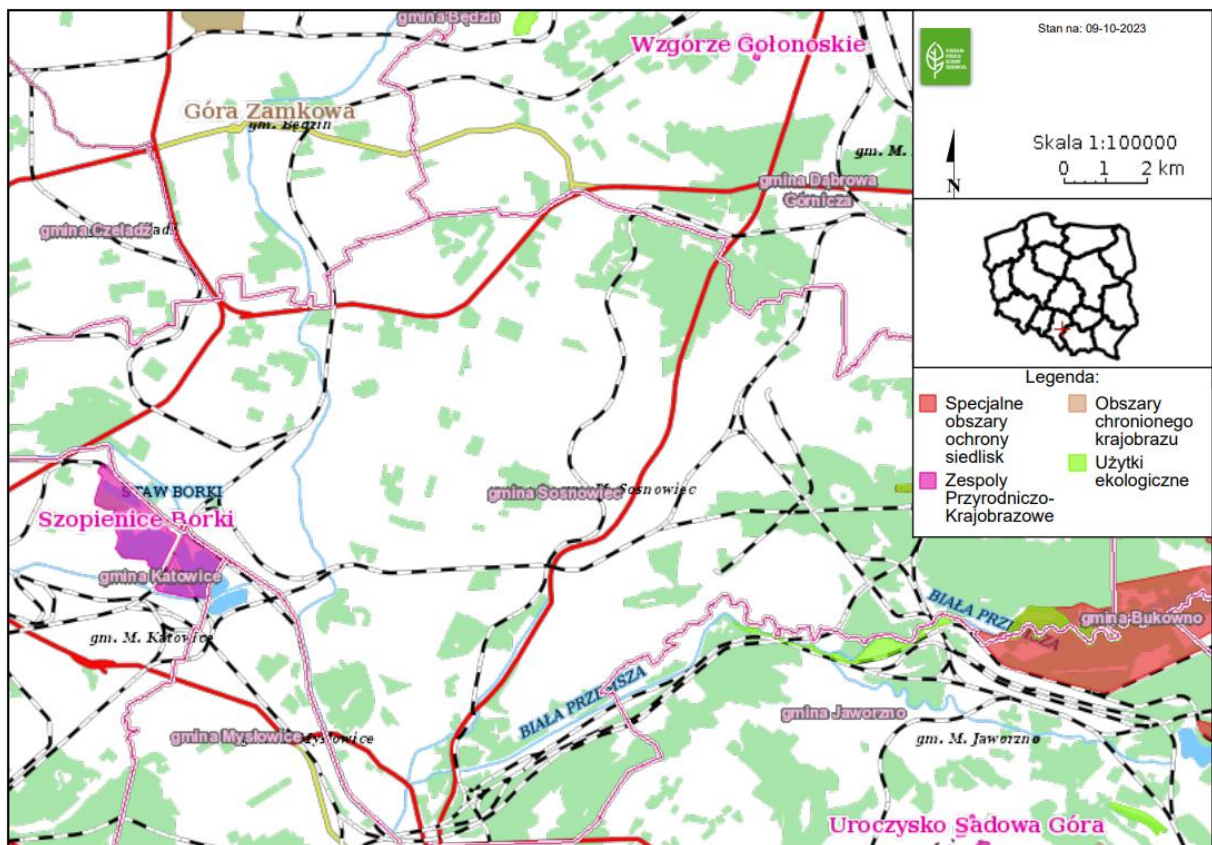 gmina Będzin
Wzgórze Gołonoskie
Stan na: 09-10-2023
Góra Zamkowa
gm. Będzin
gm. M.
Skala 1:100000
0 1 2 km
N
gmina Dąbrowa
Górnicza
gmina Czeladź
Legenda:
Specjalne
obszary
ochrony
siedlisk
Zespoly
Przyrodniczo-
Krajobrazowe
Obszary
chronionego
krajobrazu
Użytki
ekologiczne
STAW BORKI
gmina Sosnowiec
Sosnowiec
Szopienice Borki
gmina Katowice
gm. M. Katowice
BIAŁA PRZEMSZA
gmina Bukowno
BIAŁA PRZEMSZA
gmina Jaworzno
gm. M. Jaworzno
gmina Mysłowice
Mysłowice
Uroczysko Sadowa Góra